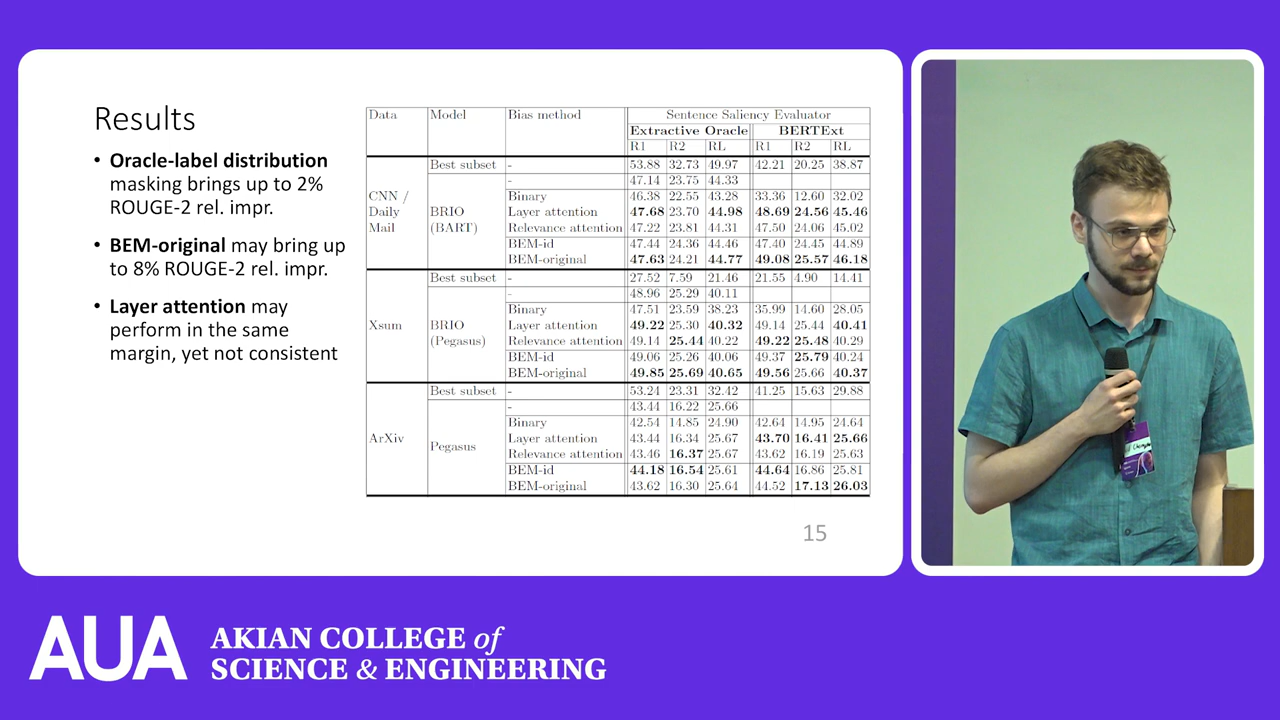 Results
• Oracle-label distribution
masking brings up to 2%
ROUGE-2 rel. impr.
• BEM-original may bring up
to 8% ROUGE-2 rel. impr.
• Layer attention may
perform in the same
margin, yet not consistent
Data Model Bias method Sentence Saliency Evaluator
Extractive Oracle BERTExt
R1 R2 RL R1 R2 RL
Best subset - 53.88 32.73 49.97 42.21 20.25 38.87
- 47.14 23.75 44.33
CNN / Binary 46.38 22.55 43.28 33.36 12.60 32.02
Daily BRIO Layer attention 47.68 23.70 44.98 48.69 24.56 45.46
Mail (BART) Relevance attention 47.22 23.81 44.31 47.50 24.06 45.02
BEM-id 47.44 24.36 44.46 47.40 24.45 44.89
BEM-original 47.63 24.21 44.77 49.08 25.57 46.18
Best subset - 27.52 7.59 21.46 21.55 4.90 14.41
- 48.96 25.29 40.11
Binary 47.51 23.59 38.23 35.99 14.60 28.05
Xsum BRIO Layer attention 49.22 25.30 40.32 49.14 25.44 40.41
(Pegasus) Relevance attention 49.14 25.44 40.22 49.22 25.48 40.29
BEM-id 49.06 25.26 40.06 49.37 25.79 40.24
BEM-original 49.85 25.69 40.65 49.56 25.66 40.37
Best subset - 53.24 23.31 32.42 41.25 15.63 29.88
- 43.44 16.22 25.66
Binary 42.54 14.85 24.90 42.64 14.95 24.64
ArXiv Pegasus Layer attention 43.44 16.34 25.67 43.70 16.41 25.66
Relevance attention 43.46 16.37 25.67 43.62 16.19 25.63
BEM-id 44.18 16.54 25.61 44.64 16.86 25.81
BEM-original 43.62 16.30 25.64 44.52 17.13 26.03
15
AUA AKIAN COLLEGE of
SCIENCE & ENGINEERING